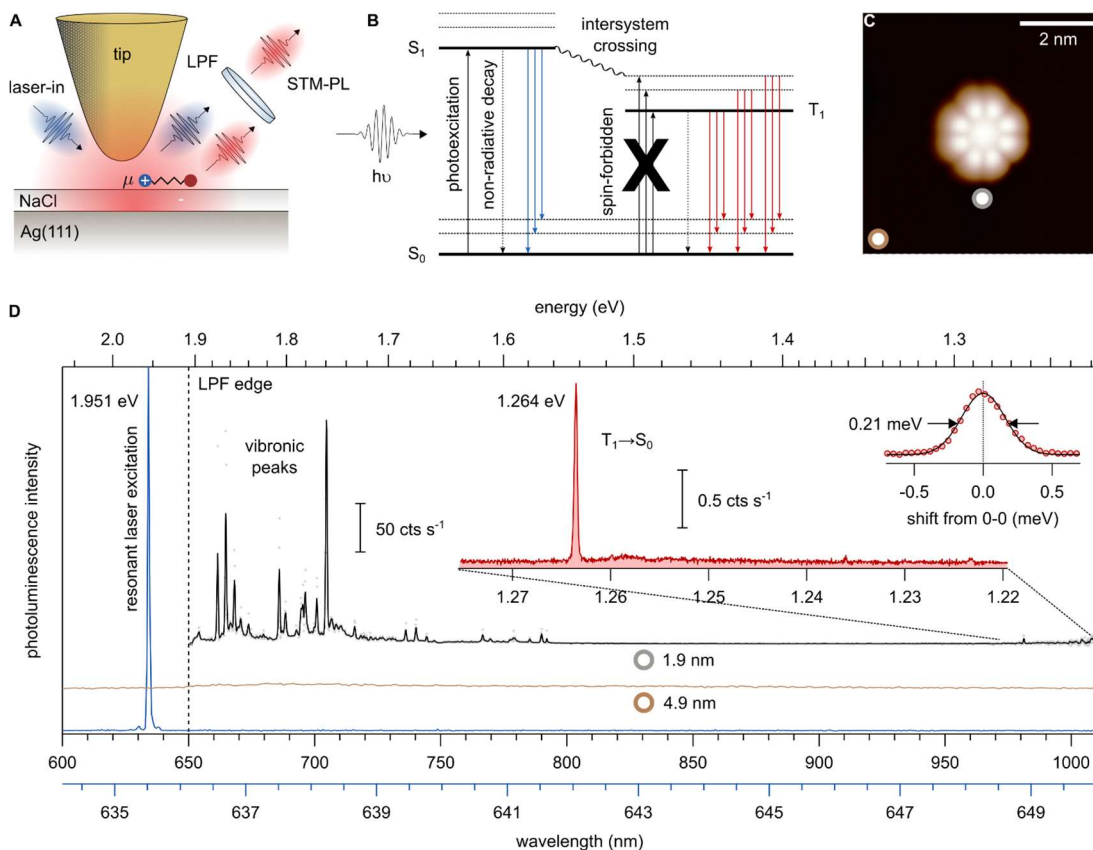 A
tip
LPF
laser-in
STM-PL
μ
NaCl
Ag(111)
hυ
B
S1
intersystem
crossing
photoexcitation
non-radiative decay
spin-forbidden
X
T1
S0
C
2 nm
D
energy (eV)
2.0 1.9 1.8 1.7 1.6 1.5 1.4 1.3
LPF edge
1.951 eV
resonant laser excitation
vibronic
peaks
50 cts s⁻¹
1.264 eV
T₁→S₀
0.5 cts s⁻¹
1.27 1.26 1.25 1.24 1.23 1.22
0.21 meV
-0.5 0.0 0.5
shift from 0-0 (meV)
photoluminescence intensity
1.9 nm
4.9 nm
600 650 700 750 800 850 900 950 1000
635 637 639 641 643 645 647 649
wavelength (nm)